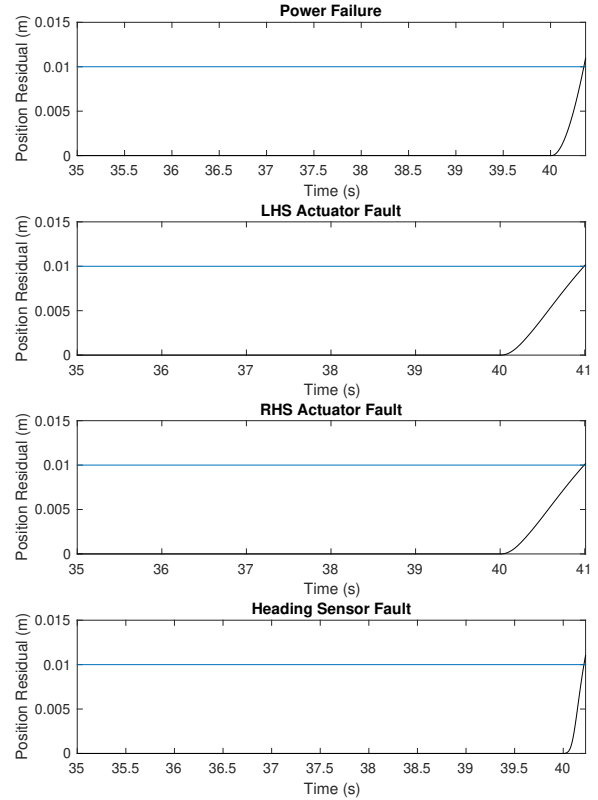 Power Failure
0.015
0.01
0.005
0
Position Residual (m)
35 35.5 36 36.5 37 37.5 38 38.5 39 39.5 40
Time (s)
LHS Actuator Fault
0.015
0.01
0.005
0
Position Residual (m)
35 36 37 38 39 40 41
Time (s)
RHS Actuator Fault
0.015
0.01
0.005
0
Position Residual (m)
35 36 37 38 39 40 41
Time (s)
Heading Sensor Fault
0.015
0.01
0.005
0
Position Residual (m)
35 35.5 36 36.5 37 37.5 38 38.5 39 39.5 40
Time (s)